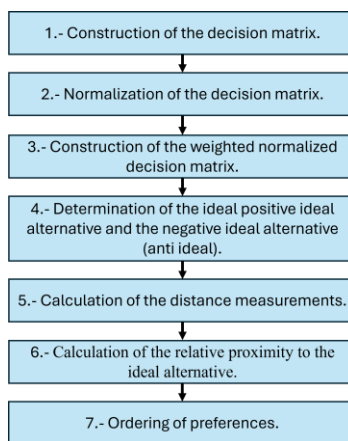 1.- Construction of the decision matrix.
2.- Normalization of the decision matrix.
3.- Construction of the weighted normalized
decision matrix.
4.- Determination of the ideal positive ideal
alternative and the negative ideal alternative
(anti ideal).
5.- Calculation of the distance measurements.
6.- Calculation of the relative proximity to the
ideal alternative.
7.- Ordering of preferences.